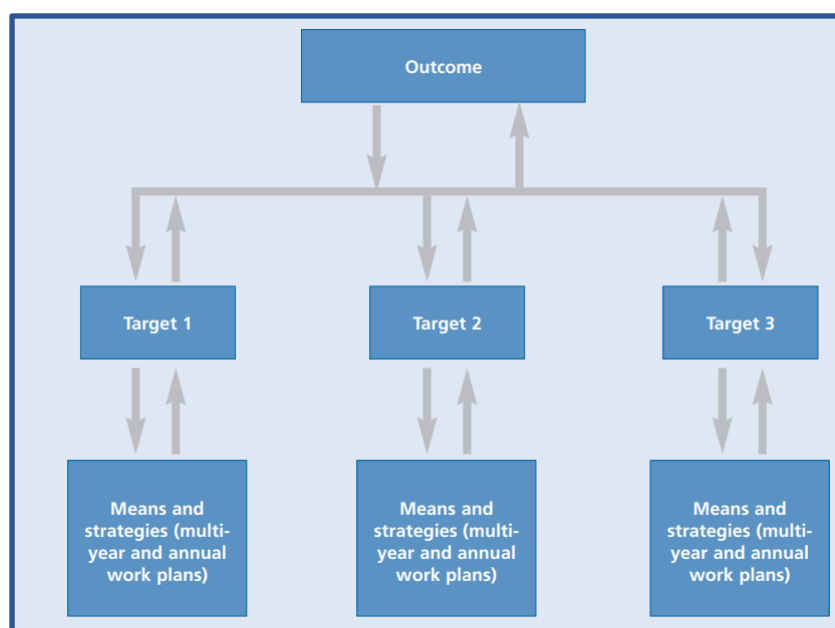 Outcome
Target 1
Target 2
Target 3
Means and
strategies (multi-
year and annual
work plans)
Means and
strategies (multi-
year and annual
work plans)
Means and
strategies (multi-
year and annual
work plans)